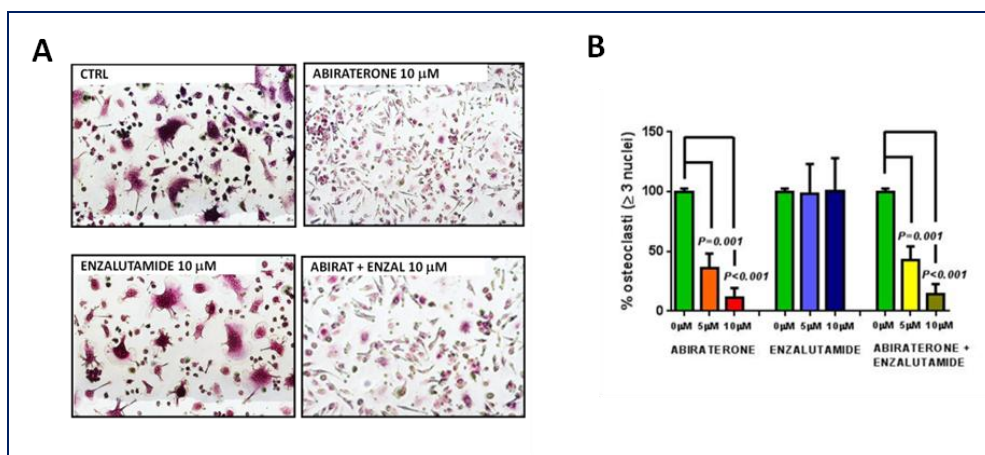 A
CTRL
ABIRATERONE 10 µM
ENZALUTAMIDE 10 µM
ABIRAT + ENZAL 10 µM
B
% osteoclasti (≥ 3 nuclei)
150
100
50
0
P=0.001
P<0.001
P=0.001
P<0.001
0µM 5µM 10µM
0µM 5µM 10µM
0µM 5µM 10µM
ABIRATERONE
ENZALUTAMIDE
ABIRATERONE +
ENZALUTAMIDE